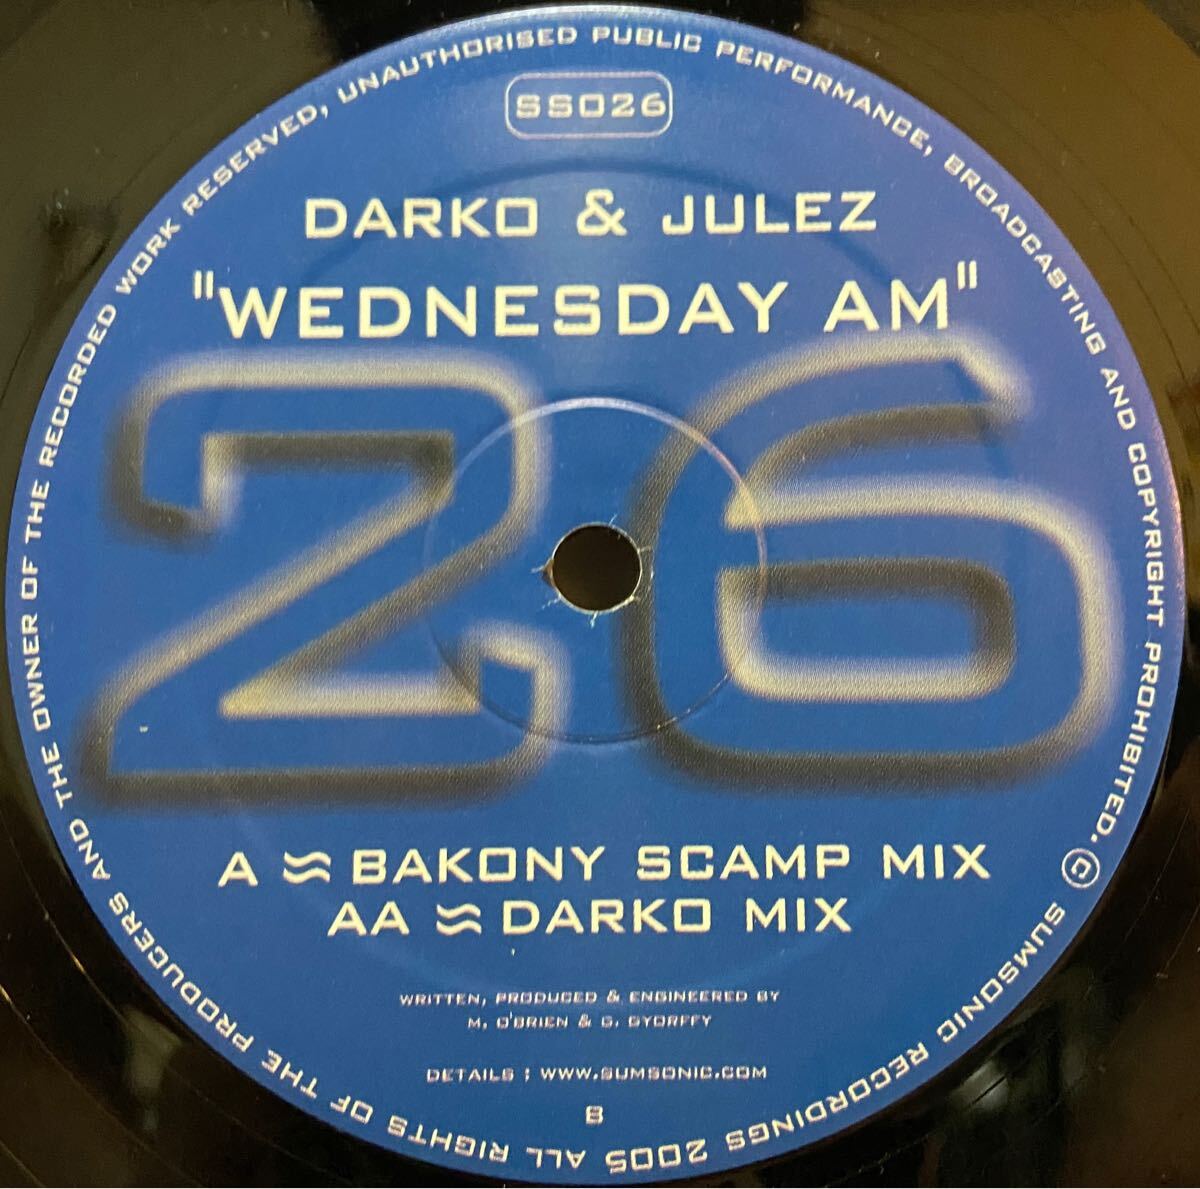 SS026
DARKO & JULEZ
"WEDNESDAY AM"
26
A ≈ BAKONY SCAMP MIX
AA ≈ DARKO MIX
WRITTEN, PRODUCED & ENGINEERED BY
M. O'BRIEN & G. GYORFFY
DETAILS : WWW.SUMSONIC.COM
B
© SUMSONIC RECORDINGS 2005 ALL RIGHTS OF THE PRODUCERS AND THE OWNER OF THE RECORDED WORK RESERVED, UNAUTHORISED PUBLIC PERFORMANCE, BROADCASTING AND COPYRIGHT PROHIBITED.